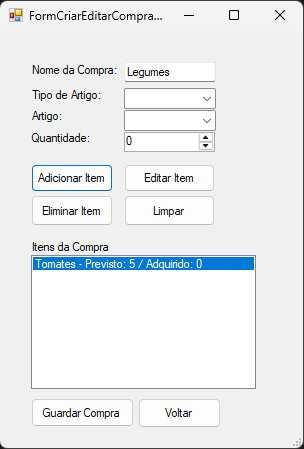 FormCriarEditarCompra...
Nome da Compra: Legumes
Tipo de Artigo:
Artigo:
Quantidade: 0
Adicionar Item Editar Item
Eliminar Item Limpar
Itens da Compra
Tomates - Previsto: 5 / Adquirido: 0
Guardar Compra Voltar